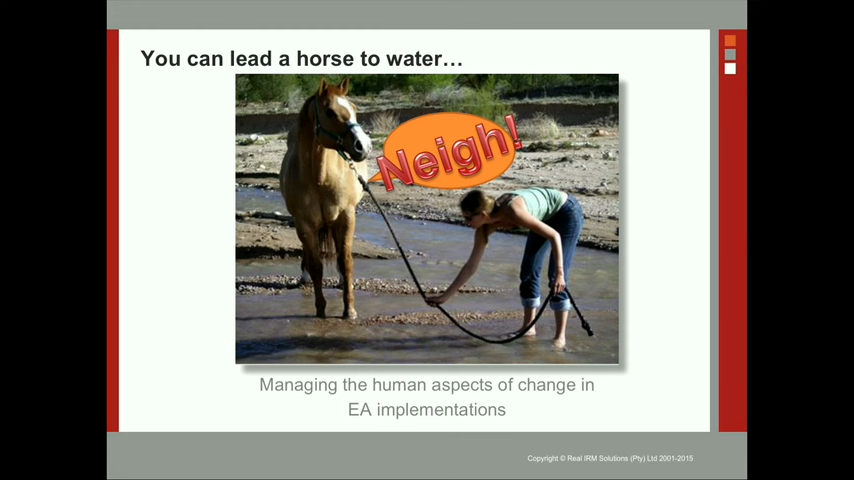 You can lead a horse to water…
Neigh!
Managing the human aspects of change in
EA implementations
Copyright © Real IRM Solutions (Pty) Ltd 2001-2015